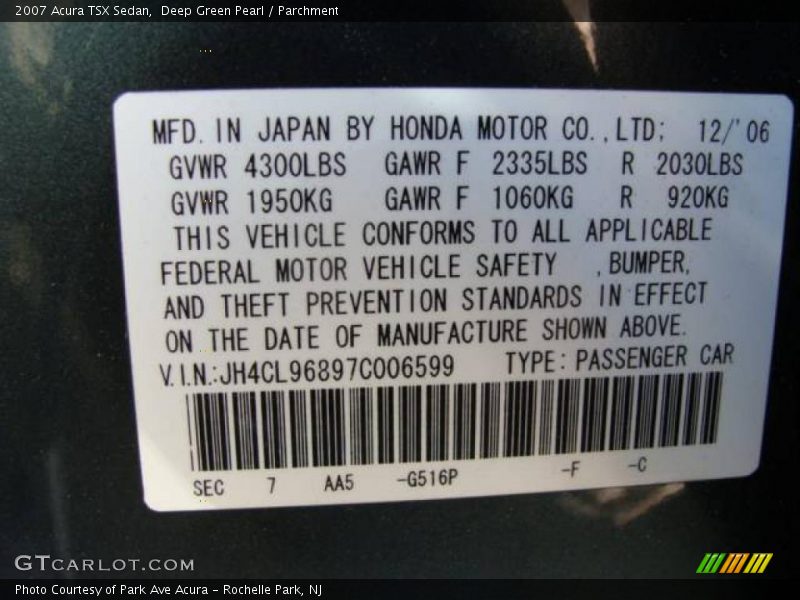 2007 Acura TSX Sedan, Deep Green Pearl / Parchment
MFD. IN JAPAN BY HONDA MOTOR CO., LTD; 12/'06
GVWR 4300LBS GAWR F 2335LBS R 2030LBS
GVWR 1950KG GAWR F 1060KG R 920KG
THIS VEHICLE CONFORMS TO ALL APPLICABLE
FEDERAL MOTOR VEHICLE SAFETY , BUMPER,
AND THEFT PREVENTION STANDARDS IN EFFECT
ON THE DATE OF MANUFACTURE SHOWN ABOVE.
V.I.N.:JH4CL96897C006599 TYPE: PASSENGER CAR
SEC 7 AA5 -G516P -F -C
GTCARLOT.COM
Photo Courtesy of Park Ave Acura - Rochelle Park, NJ